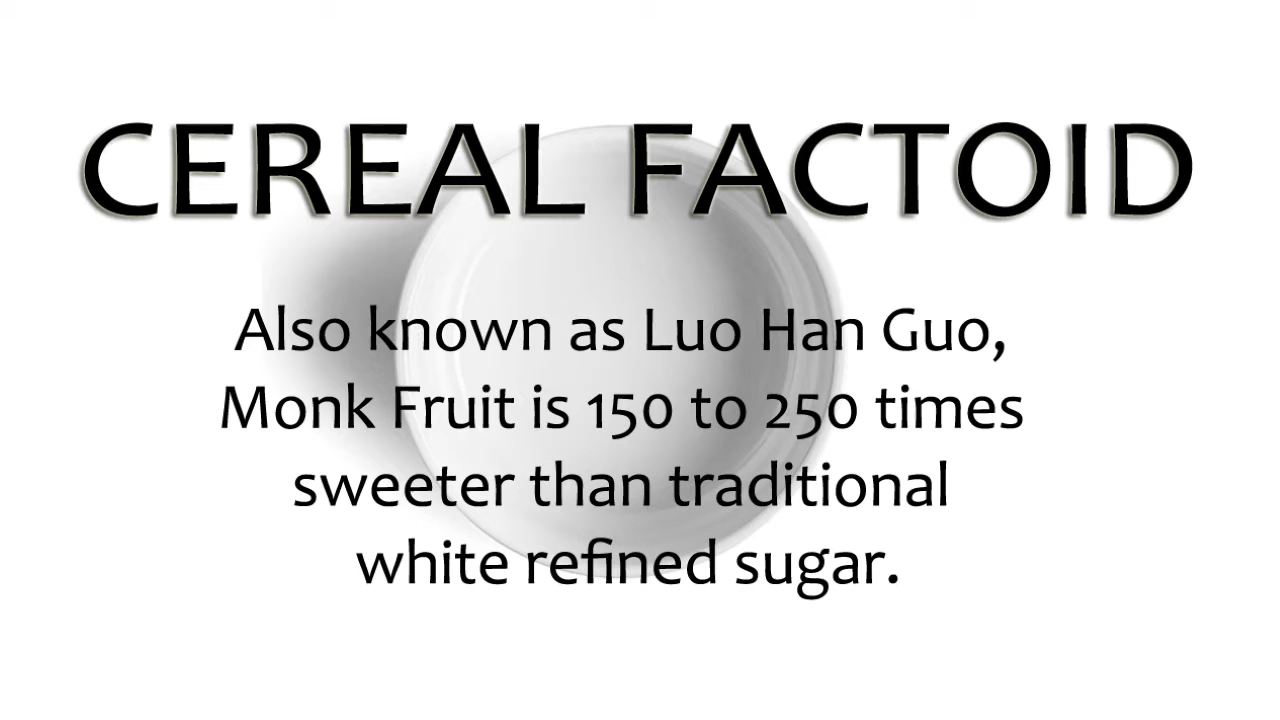 CEREAL FACTOID
Also known as Luo Han Guo,
Monk Fruit is 150 to 250 times
sweeter than traditional
white refined sugar.